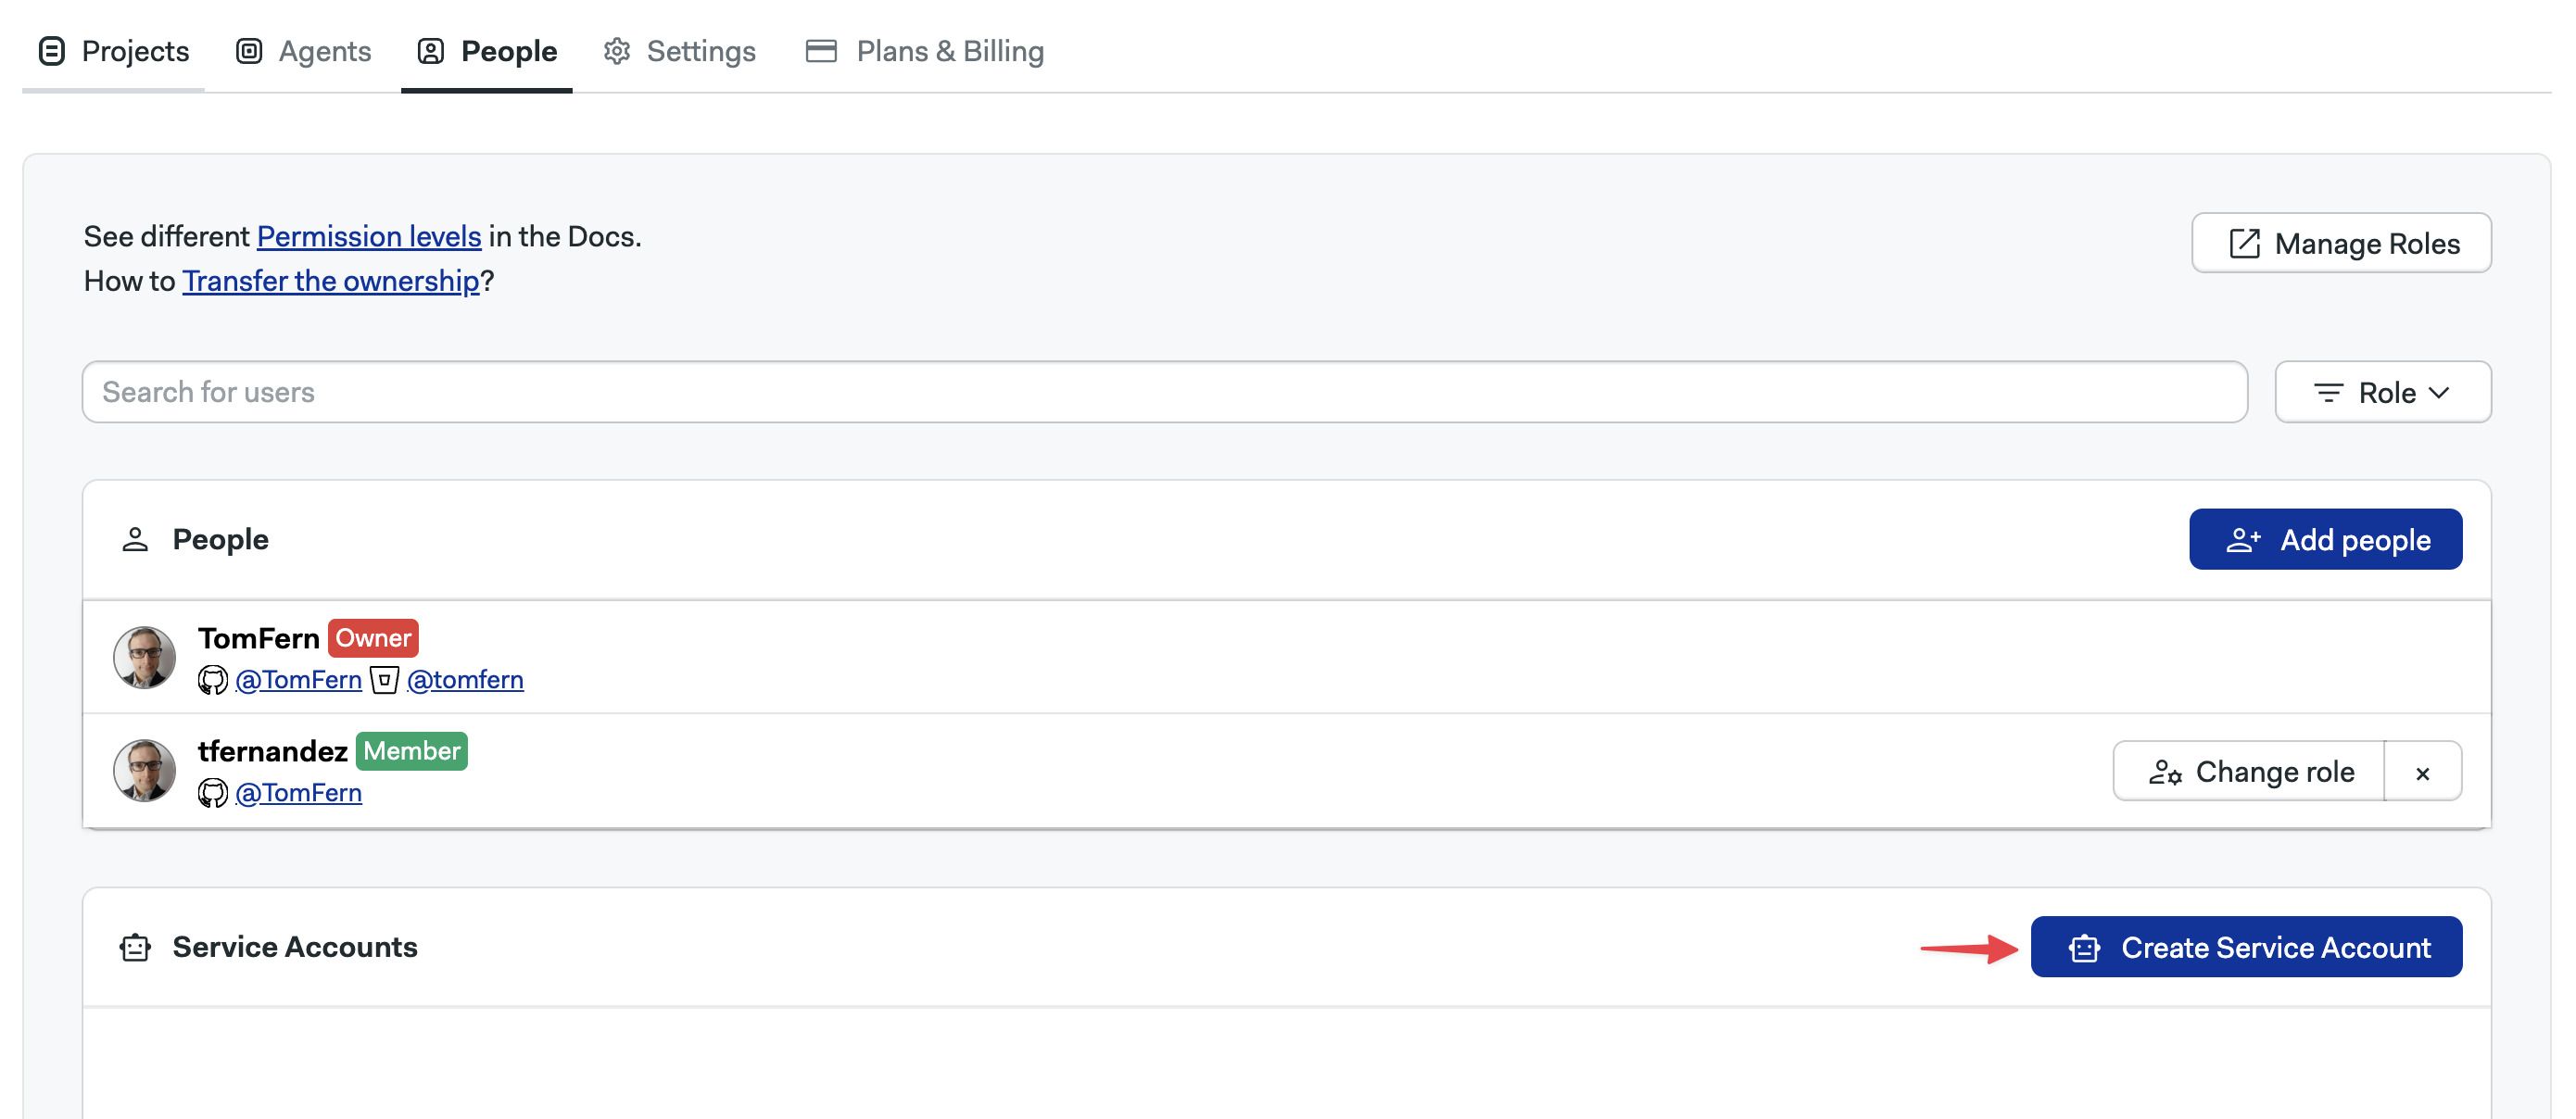 Projects Agents People Settings Plans & Billing
See different Permission levels in the Docs.
Manage Roles
How to Transfer the ownership?
Search for users
Role
People
Add people
TomFern Owner
@TomFern @tomfern
tfernandez Member
@TomFern
Change role ×
Service Accounts
Create Service Account